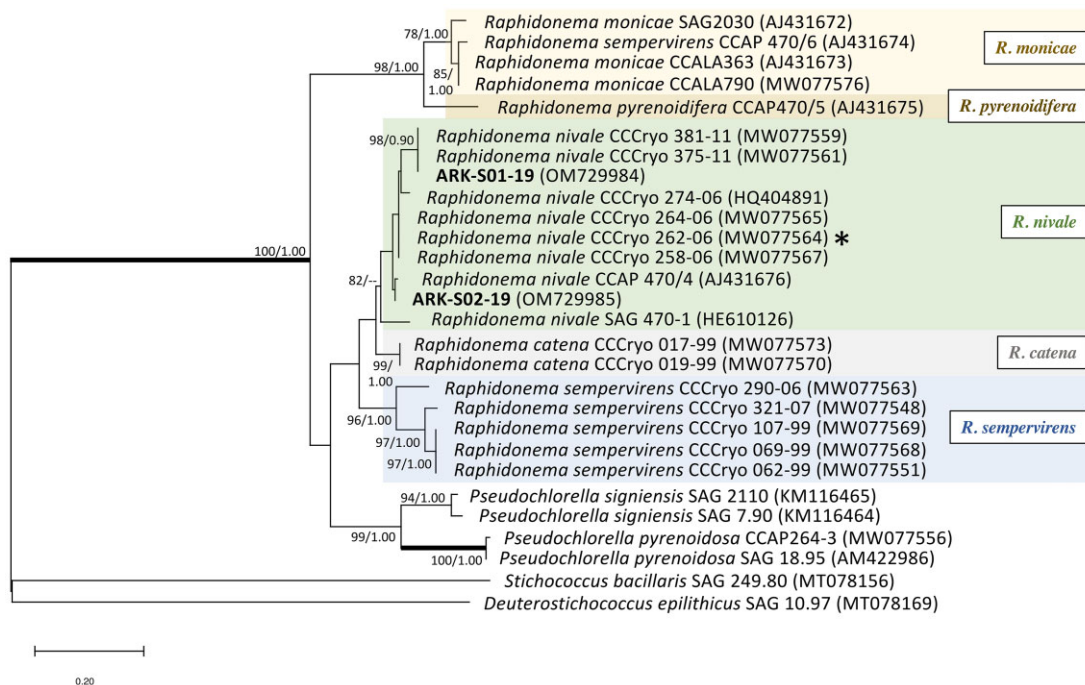 Raphidonema monicae SAG2030 (AJ431672)
78/1.00
Raphidonema sempervirens CCAP 470/6 (AJ431674)
R. monicae
Raphidonema monicae CCALA363 (AJ431673)
98/1.00
85/
1.00
Raphidonema monicae CCALA790 (MW077576)
Raphidonema pyrenoidifera CCAP470/5 (AJ431675)
R. pyrenoidifera
98/0.90
Raphidonema nivale CCCryo 381-11 (MW077559)
Raphidonema nivale CCCryo 375-11 (MW077561)
ARK-S01-19 (OM729984)
Raphidonema nivale CCCryo 274-06 (HQ404891)
Raphidonema nivale CCCryo 264-06 (MW077565)
R. nivale
Raphidonema nivale CCCryo 262-06 (MW077564) *
100/1.00
Raphidonema nivale CCCryo 258-06 (MW077567)
82/--
Raphidonema nivale CCAP 470/4 (AJ431676)
ARK-S02-19 (OM729985)
Raphidonema nivale SAG 470-1 (HE610126)
Raphidonema catena CCCryo 017-99 (MW077573)
R. catena
99/
1.00
Raphidonema catena CCCryo 019-99 (MW077570)
Raphidonema sempervirens CCCryo 290-06 (MW077563)
Raphidonema sempervirens CCCryo 321-07 (MW077548)
96/1.00
Raphidonema sempervirens CCCryo 107-99 (MW077569)
R. sempervirens
97/1.00
Raphidonema sempervirens CCCryo 069-99 (MW077568)
97/1.00
Raphidonema sempervirens CCCryo 062-99 (MW077551)
94/1.00
Pseudochlorella signiensis SAG 2110 (KM116465)
Pseudochlorella signiensis SAG 7.90 (KM116464)
99/1.00
Pseudochlorella pyrenoidosa CCAP264-3 (MW077556)
100/1.00
Pseudochlorella pyrenoidosa SAG 18.95 (AM422986)
Stichococcus bacillaris SAG 249.80 (MT078156)
Deuterostichococcus epilithicus SAG 10.97 (MT078169)
0.20